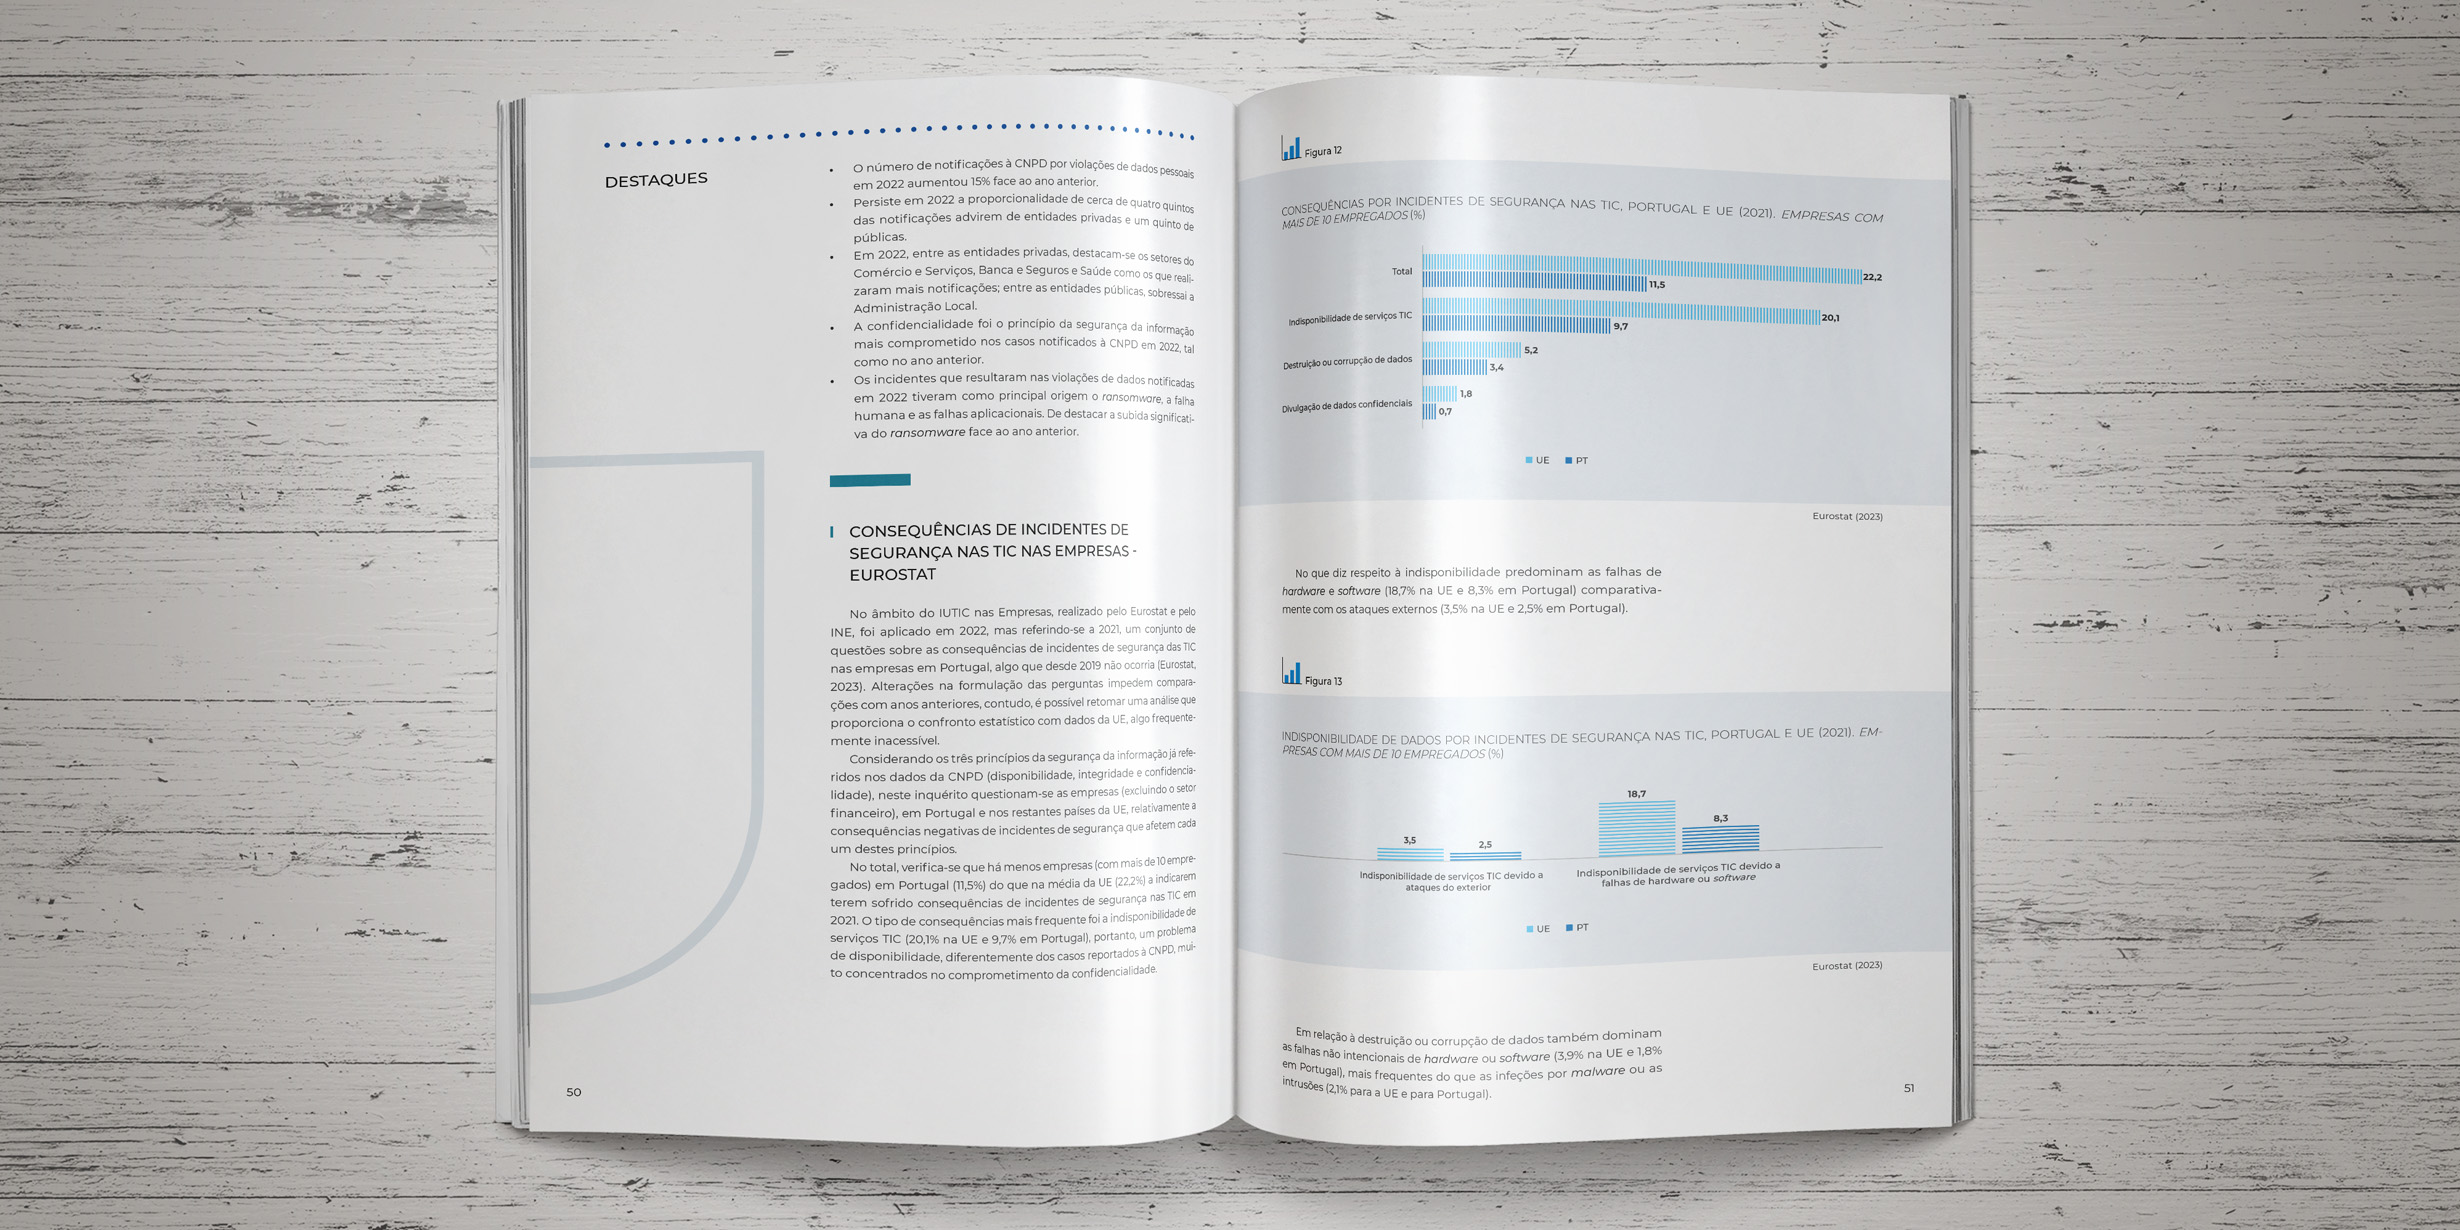 DESTAQUES
• O número de notificações à CNPD por violações de dados pessoais
em 2022 aumentou 15% face ao ano anterior.
• Persiste em 2022 a proporcionalidade de cerca de quatro quintos
das notificações advirem de entidades privadas e um quinto de
públicas.
• Em 2022, entre as entidades privadas, destacam-se os setores do
Comércio e Serviços, Banca e Seguros e Saúde como os que reali-
zaram mais notificações; entre as entidades públicas, sobressai a
Administração Local.
• A confidencialidade foi o princípio da segurança da informação
mais comprometido nos casos notificados à CNPD em 2022, tal
como no ano anterior.
• Os incidentes que resultaram nas violações de dados notificadas
em 2022 tiveram como principal origem o ransomware, a falha
humana e as falhas aplicacionais. De destacar a subida significati-
va do ransomware face ao ano anterior.
CONSEQUÊNCIAS DE INCIDENTES DE
SEGURANÇA NAS TIC NAS EMPRESAS -
EUROSTAT
No âmbito do IUTIC nas Empresas, realizado pelo Eurostat e pelo
INE, foi aplicado em 2022, mas referindo-se a 2021, um conjunto de
questões sobre as consequências de incidentes de segurança das TIC
nas empresas em Portugal, algo que desde 2019 não ocorria (Eurostat,
2023). Alterações na formulação das perguntas impedem compara-
ções com anos anteriores, contudo, é possível retomar uma análise que
proporciona o confronto estatístico com dados da UE, algo frequente-
mente inacessível.
Considerando os três princípios da segurança da informação já refe-
ridos nos dados da CNPD (disponibilidade, integridade e confidencia-
lidade), neste inquérito questionam-se as empresas (excluindo o setor
financeiro), em Portugal e nos restantes países da UE, relativamente a
consequências negativas de incidentes de segurança que afetem cada
um destes princípios.
No total, verifica-se que há menos empresas (com mais de 10 empre-
gados) em Portugal (11,5%) do que na média da UE (22,2%) a indicarem
terem sofrido consequências de incidentes de segurança nas TIC em
2021. O tipo de consequências mais frequente foi a indisponibilidade de
serviços TIC (20,1% na UE e 9,7% em Portugal), portanto, um problema
de disponibilidade, diferentemente dos casos reportados à CNPD, mui-
to concentrados no comprometimento da confidencialidade.
50
Figura 12
CONSEQUÊNCIAS POR INCIDENTES DE SEGURANÇA NAS TIC, PORTUGAL E UE (2021). EMPRESAS COM
MAIS DE 10 EMPREGADOS (%)
Total
22,2
11,5
Indisponibilidade de serviços TIC
20,1
9,7
Destruição ou corrupção de dados
5,2
3,4
Divulgação de dados confidenciais
1,8
0,7
UE PT
Eurostat (2023)
No que diz respeito à indisponibilidade predominam as falhas de
hardware e software (18,7% na UE e 8,3% em Portugal) comparativa-
mente com os ataques externos (3,5% na UE e 2,5% em Portugal).
Figura 13
INDISPONIBILIDADE DE DADOS POR INCIDENTES DE SEGURANÇA NAS TIC, PORTUGAL E UE (2021). EM-
PRESAS COM MAIS DE 10 EMPREGADOS (%)
3,5
2,5
18,7
8,3
Indisponibilidade de serviços TIC devido a
ataques do exterior
Indisponibilidade de serviços TIC devido a
falhas de hardware ou software
UE PT
Eurostat (2023)
Em relação à destruição ou corrupção de dados também dominam
as falhas não intencionais de hardware ou software (3,9% na UE e 1,8%
em Portugal), mais frequentes do que as infeções por malware ou as
intrusões (2,1% para a UE e para Portugal).
51